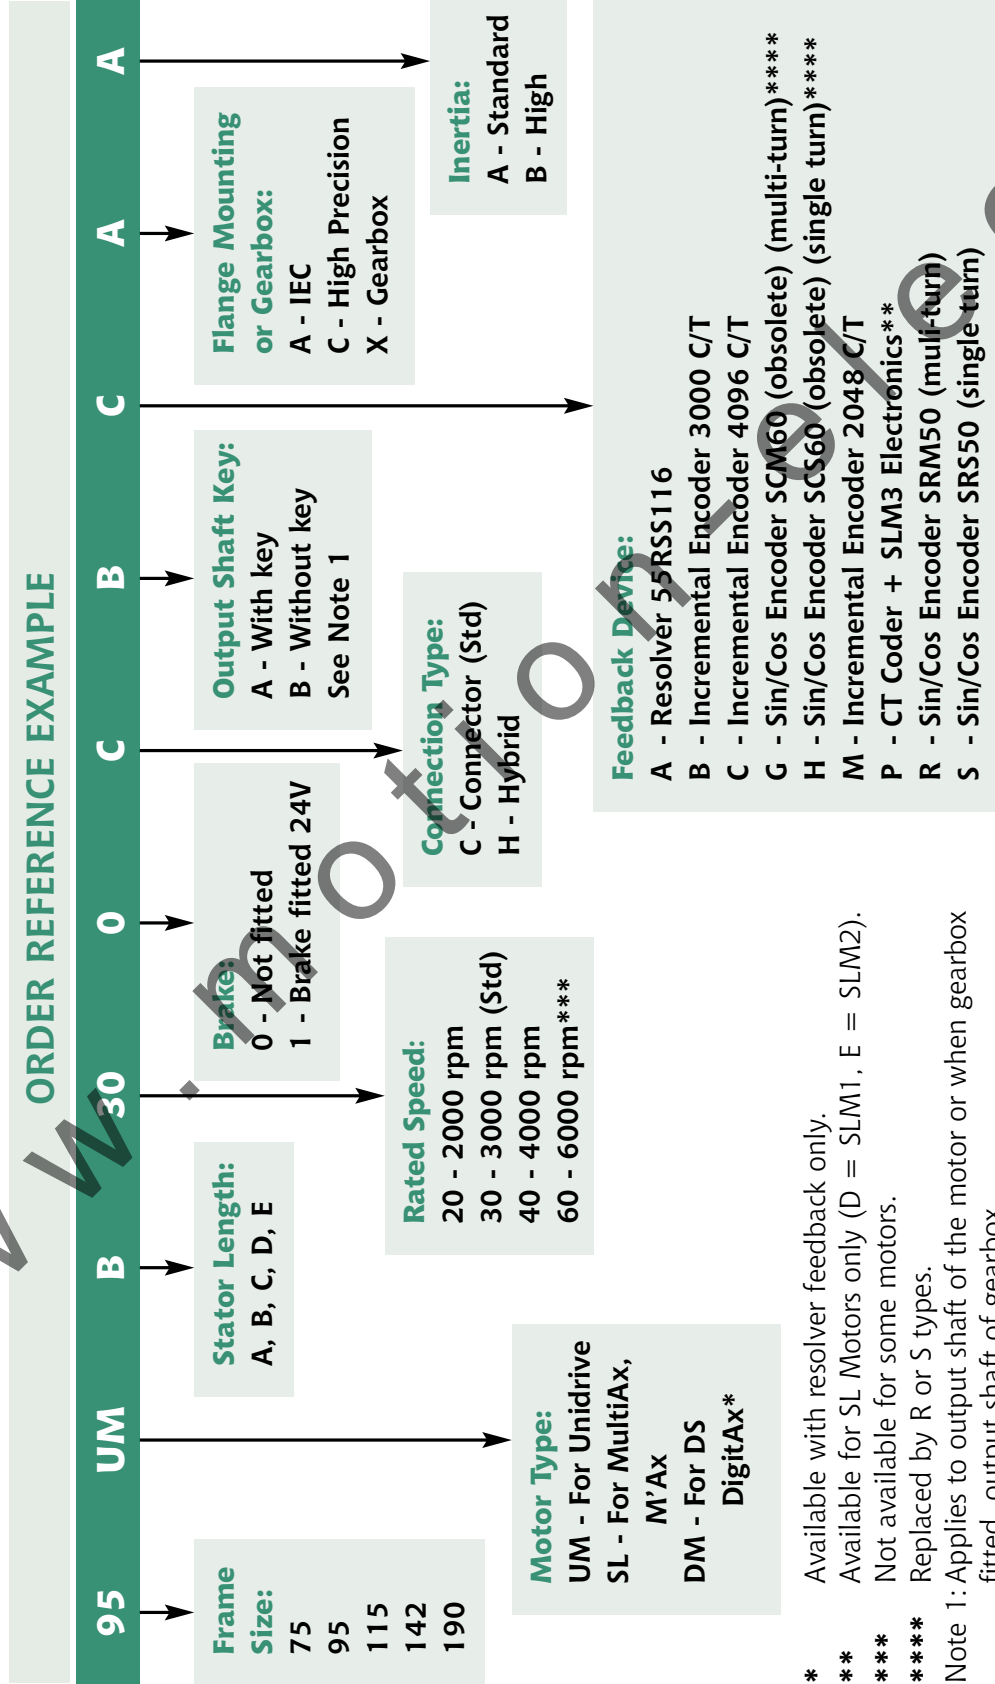 ORDER REFERENCE EXAMPLE
95 UM B 30 0 C B C A A
Frame
Size:
75
95
115
142
190
Motor Type:
UM - For Unidrive
SL - For MultiAx,
M'Ax
DM - For DS
DigitAx*
Stator Length:
A, B, C, D, E
Rated Speed:
20 - 2000 rpm
30 - 3000 rpm (Std)
40 - 4000 rpm
60 - 6000 rpm***
Brake:
0 - Not fitted
1 - Brake fitted 24V
Connection Type:
C - Connector (Std)
H - Hybrid
Output Shaft Key:
A - With key
B - Without key
See Note 1
Feedback Device:
A - Resolver 55RSS116
B - Incremental Encoder 3000 C/T
C - Incremental Encoder 4096 C/T
G - Sin/Cos Encoder SCM60 (obsolete) (multi-turn)****
H - Sin/Cos Encoder SCS60 (obsolete) (single turn)****
M - Incremental Encoder 2048 C/T
P - CT Coder + SLM3 Electronics**
R - Sin/Cos Encoder SRM50 (muli-turn)
S - Sin/Cos Encoder SRS50 (single turn)
Flange Mounting
or Gearbox:
A - IEC
C - High Precision
X - Gearbox
Inertia:
A - Standard
B - High
* Available with resolver feedback only.
** Available for SL Motors only (D = SLM1, E = SLM2).
*** Not available for some motors.
**** Replaced by R or S types.
Note 1: Applies to output shaft of the motor or when gearbox
fitted, output shaft of gearbox
w.motion-ele